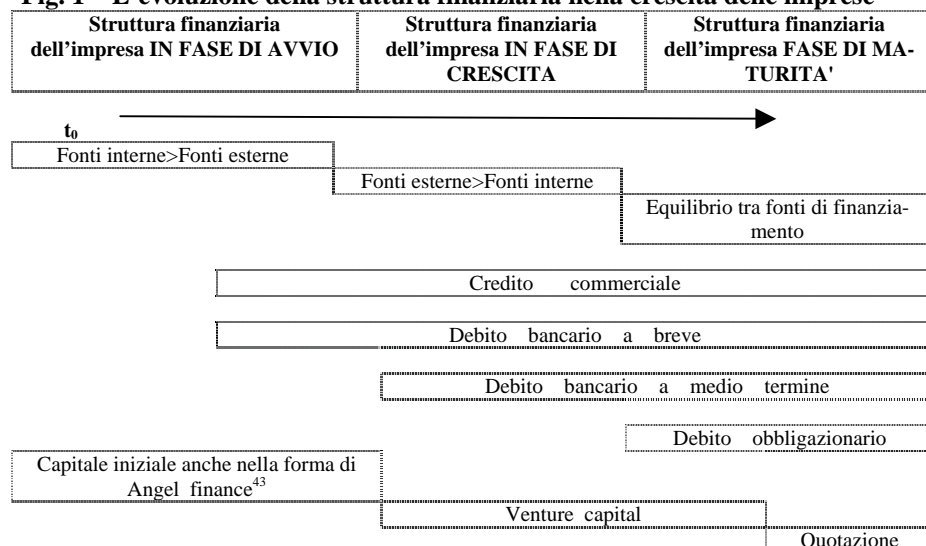 Fig. 1 – L'evoluzione della struttura finanziaria nella crescita delle imprese
Struttura finanziaria
dell'impresa IN FASE DI AVVIO
Struttura finanziaria
dell'impresa IN FASE DI
CRESCITA
Struttura finanziaria
dell'impresa FASE DI MA-
TURITA'
t0
Fonti interne>Fonti esterne
Fonti esterne>Fonti interne
Equilibrio tra fonti di finanzia-
mento
Credito commerciale
Debito bancario a breve
Debito bancario a medio termine
Debito obbligazionario
Capitale iniziale anche nella forma di
Angel finance43
Venture capital
Quotazione